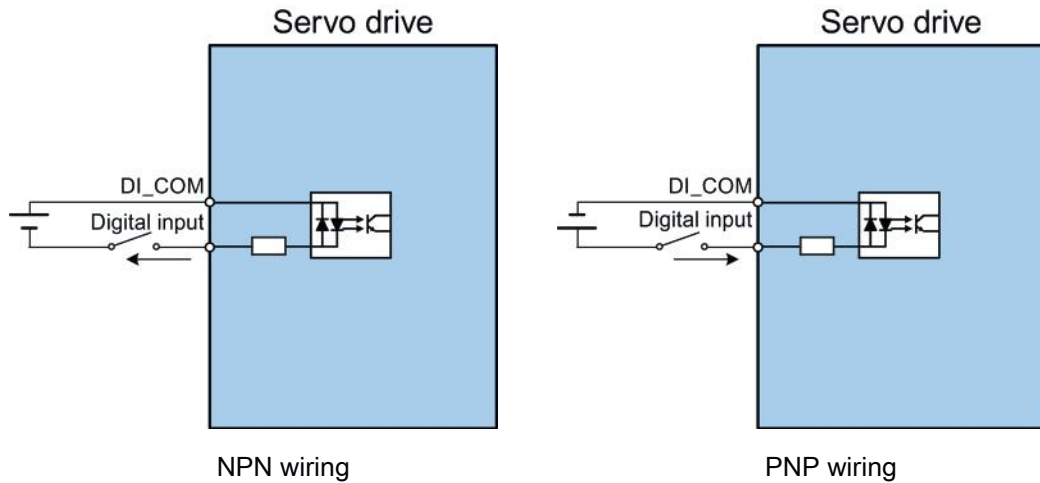 Servo drive
DI_COM
Digital input
NPN wiring
Servo drive
DI_COM
Digital input
PNP wiring